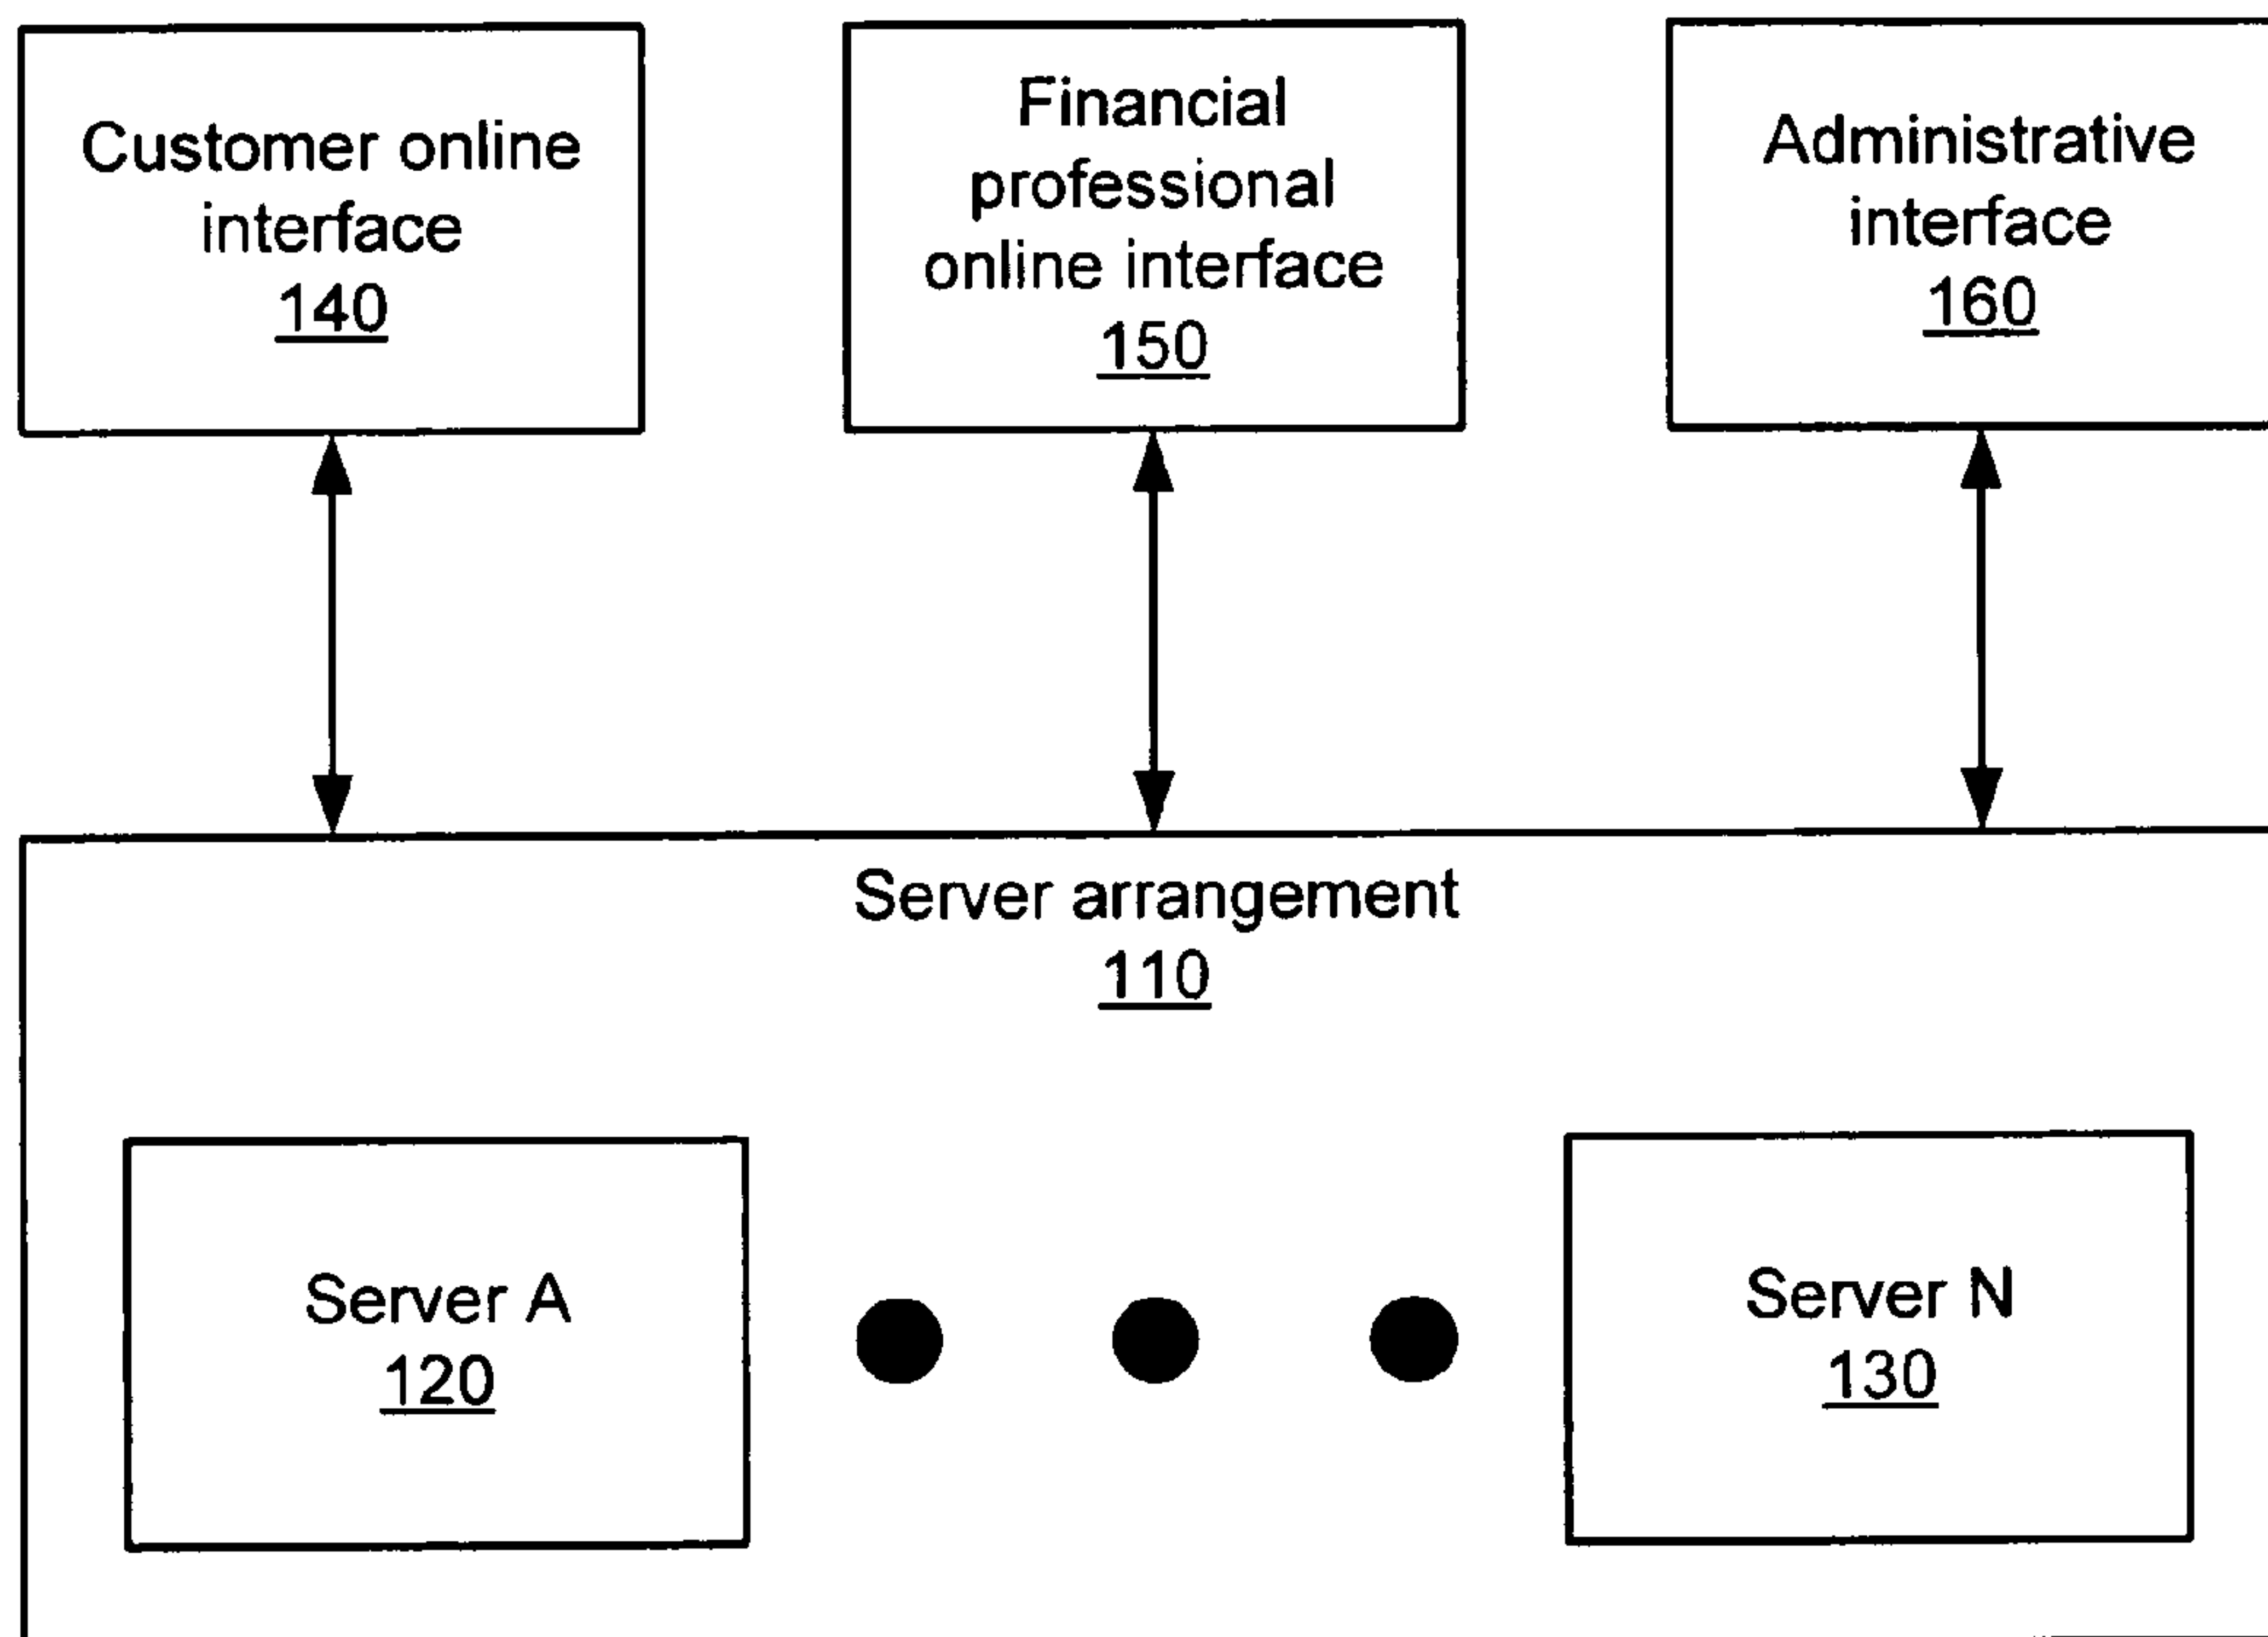 Customer online
interface
140
Financial
professional
online interface
150
Administrative
interface
160
Server arrangement
110
Server A
120
Server N
130